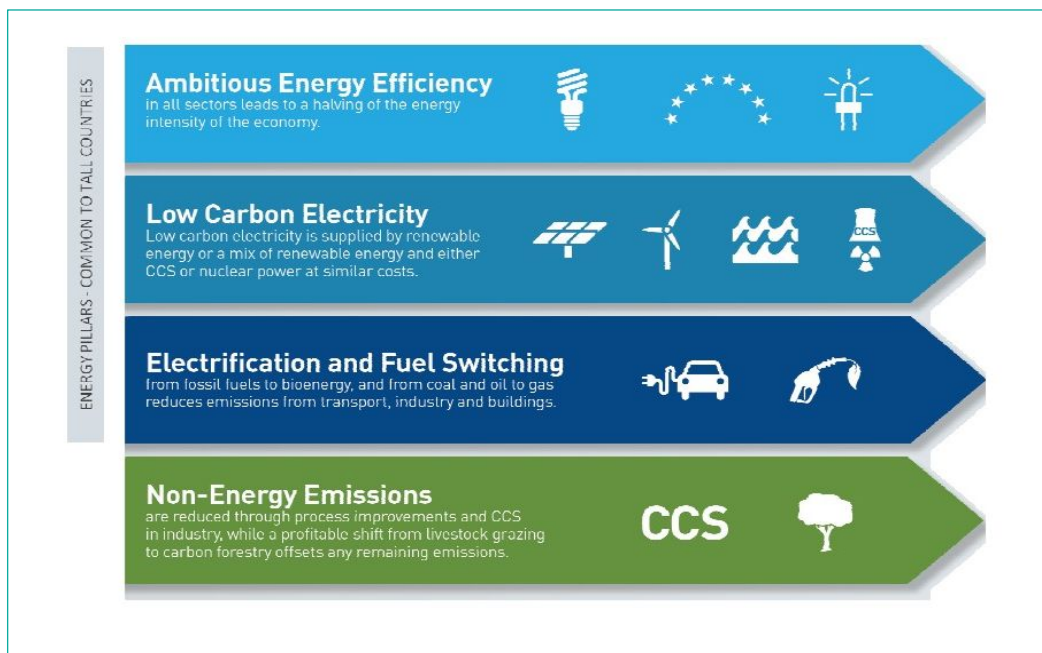 ENERGY PILLARS - COMMON TO TALL COUNTRIES
Ambitious Energy Efficiency
in all sectors leads to a halving of the energy
intensity of the economy.
Low Carbon Electricity
Low carbon electricity is supplied by renewable
energy or a mix of renewable energy and either
CCS or nuclear power at similar costs.
CCS
Electrification and Fuel Switching
from fossil fuels to bioenergy, and from coal and oil to gas
reduces emissions from transport, industry and buildings.
Non-Energy Emissions
are reduced through process improvements and CCS
in industry, while a profitable shift from livestock grazing
to carbon forestry offsets any remaining emissions.
CCS